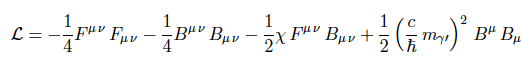 𝓛 = −1/4 F^{μν} F_{μν} − 1/4 B^{μν} B_{μν} − 1/2 χ F^{μν} B_{μν} + 1/2 (c/ħ m_{γ′})² B^μ B_μ